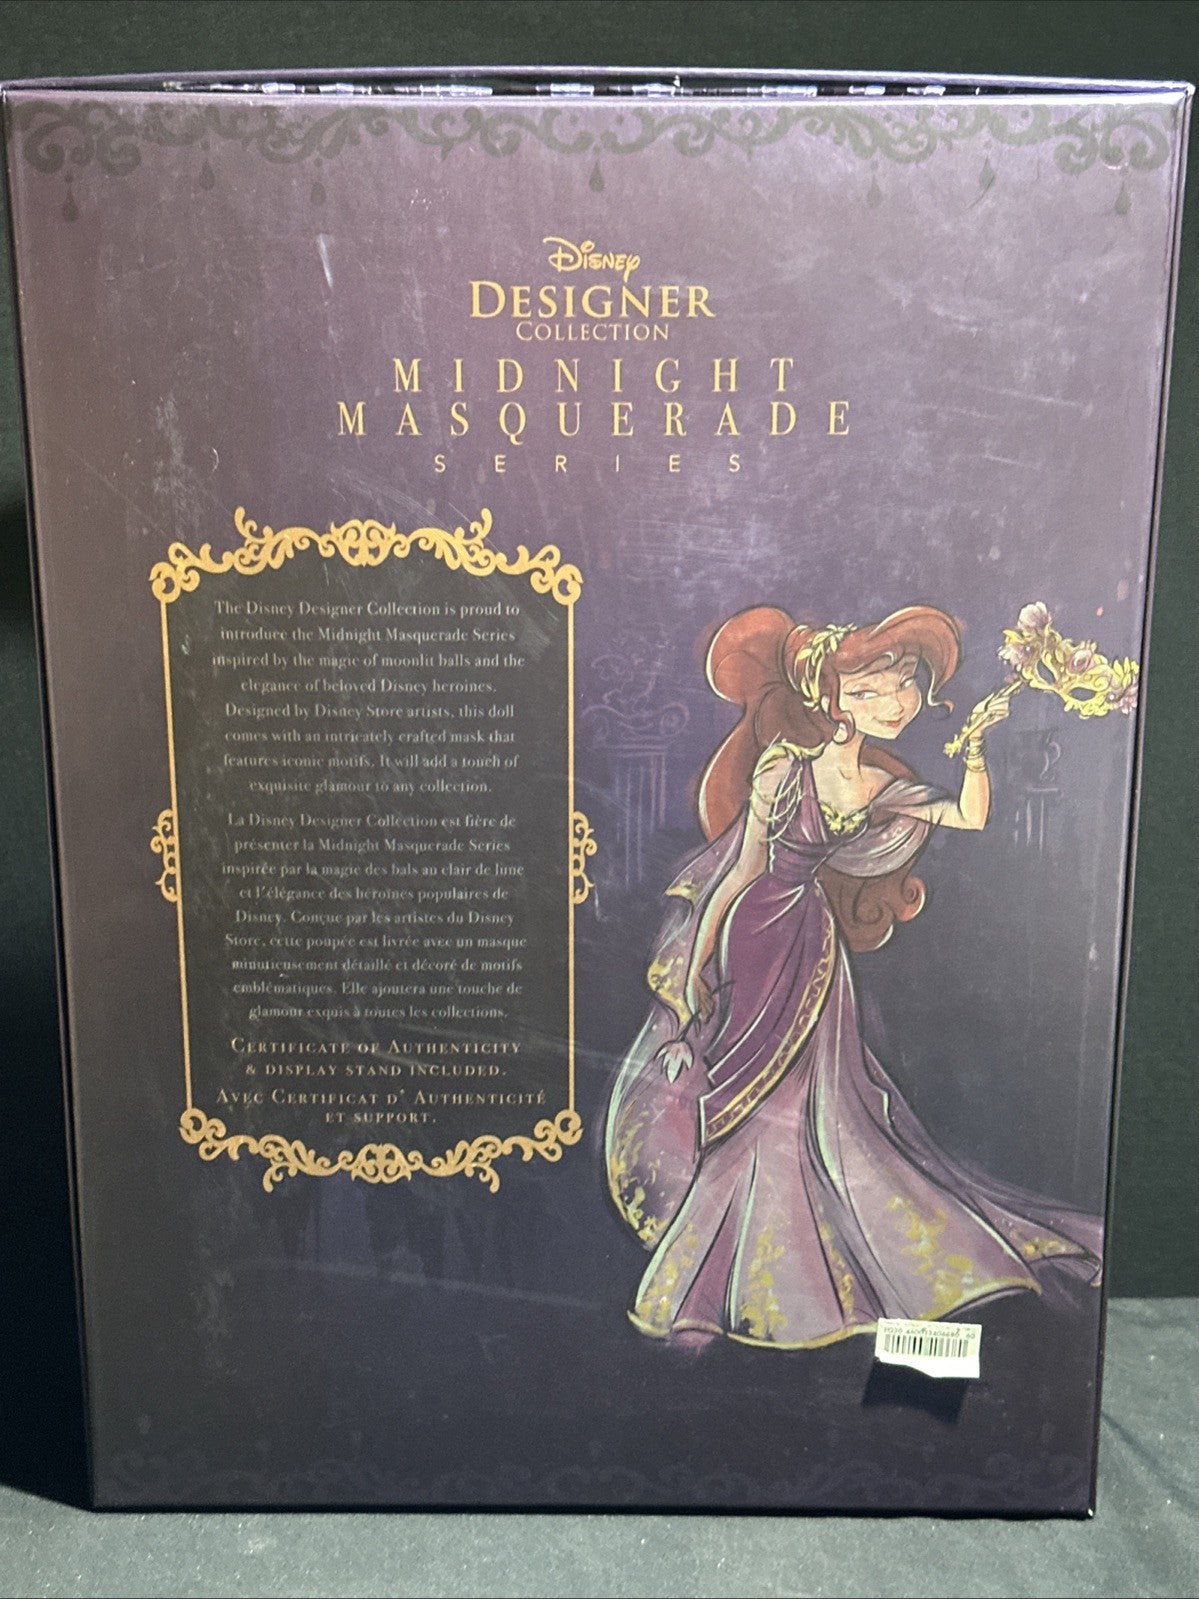 Disney
DESIGNER
COLLECTION
MIDNIGHT
MASQUERADE
SERIES
The Disney Designer Collection is proud to
introduce the Midnight Masquerade Series
inspired by the magic of moonlit balls and the
elegance of beloved Disney heroines.
Designed by Disney Store artists, this doll
comes with an intricately crafted mask that
features iconic motifs. It will add a touch of
exquisite glamour to any collection.
La Disney Designer Collection est fière de
présenter la Midnight Masquerade Series
inspirée par la magie des bals au clair de lune
et l'élégance des héroïnes populaires de
Disney. Conçue par les artistes du Disney
Store, cette poupée est livrée avec un masque
minutieusement détaillé et décoré de motifs
emblématiques. Elle ajoutera une touche de
glamour exquis à toutes les collections.
CERTIFICATE OF AUTHENTICITY
& DISPLAY STAND INCLUDED.
AVEC CERTIFICAT D'AUTHENTICITÉ
ET SUPPORT.